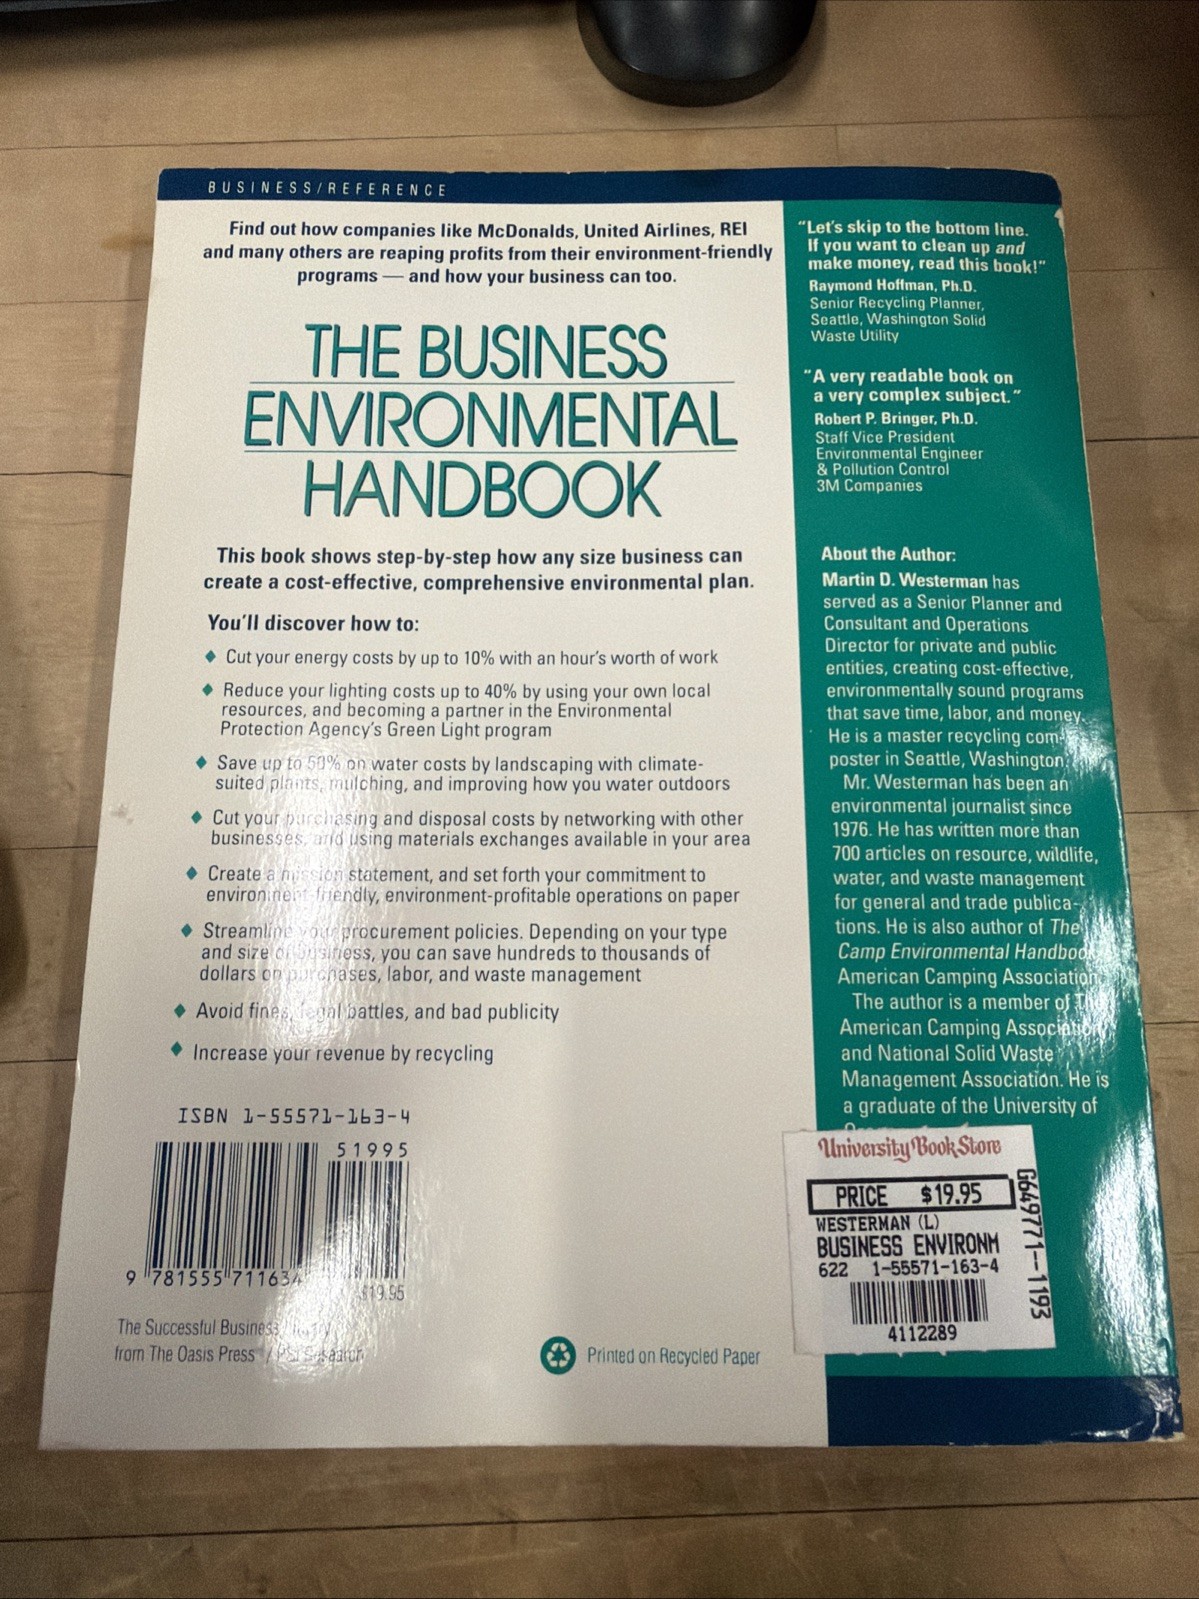 BUSINESS/REFERENCE
Find out how companies like McDonalds, United Airlines, REI
and many others are reaping profits from their environment-friendly
programs — and how your business can too.
THE BUSINESS
ENVIRONMENTAL
HANDBOOK
This book shows step-by-step how any size business can
create a cost-effective, comprehensive environmental plan.
You'll discover how to:
♦ Cut your energy costs by up to 10% with an hour's worth of work
♦ Reduce your lighting costs up to 40% by using your own local
resources, and becoming a partner in the Environmental
Protection Agency's Green Light program
♦ Save up to 50% on water costs by landscaping with climate-
suited plants, mulching, and improving how you water outdoors
♦ Cut your purchasing and disposal costs by networking with other
businesses, and using materials exchanges available in your area
♦ Create a mission statement, and set forth your commitment to
environment-friendly, environment-profitable operations on paper
♦ Streamline your procurement policies. Depending on your type
and size of business, you can save hundreds to thousands of
dollars on purchases, labor, and waste management
♦ Avoid fines, legal battles, and bad publicity
♦ Increase your revenue by recycling
ISBN 1-55571-163-4
51995
9 781555 711634
$19.95
The Successful Business Library
from The Oasis Press / PSI Research
Printed on Recycled Paper
"Let's skip to the bottom line.
If you want to clean up and
make money, read this book!"
Raymond Hoffman, Ph.D.
Senior Recycling Planner,
Seattle, Washington Solid
Waste Utility
"A very readable book on
a very complex subject."
Robert P. Bringer, Ph.D.
Staff Vice President
Environmental Engineer
& Pollution Control
3M Companies
About the Author:
Martin D. Westerman has
served as a Senior Planner and
Consultant and Operations
Director for private and public
entities, creating cost-effective,
environmentally sound programs
that save time, labor, and money.
He is a master recycling com-
poster in Seattle, Washington.
Mr. Westerman has been an
environmental journalist since
1976. He has written more than
700 articles on resource, wildlife,
water, and waste management
for general and trade publica-
tions. He is also author of The
Camp Environmental Handbook
American Camping Association.
The author is a member of The
American Camping Association
and National Solid Waste
Management Association. He is
a graduate of the University of
University Book Store
PRICE $19.95
WESTERMAN (L)
BUSINESS ENVIRONM
622 1-55571-163-4
4112289
G649771-1193